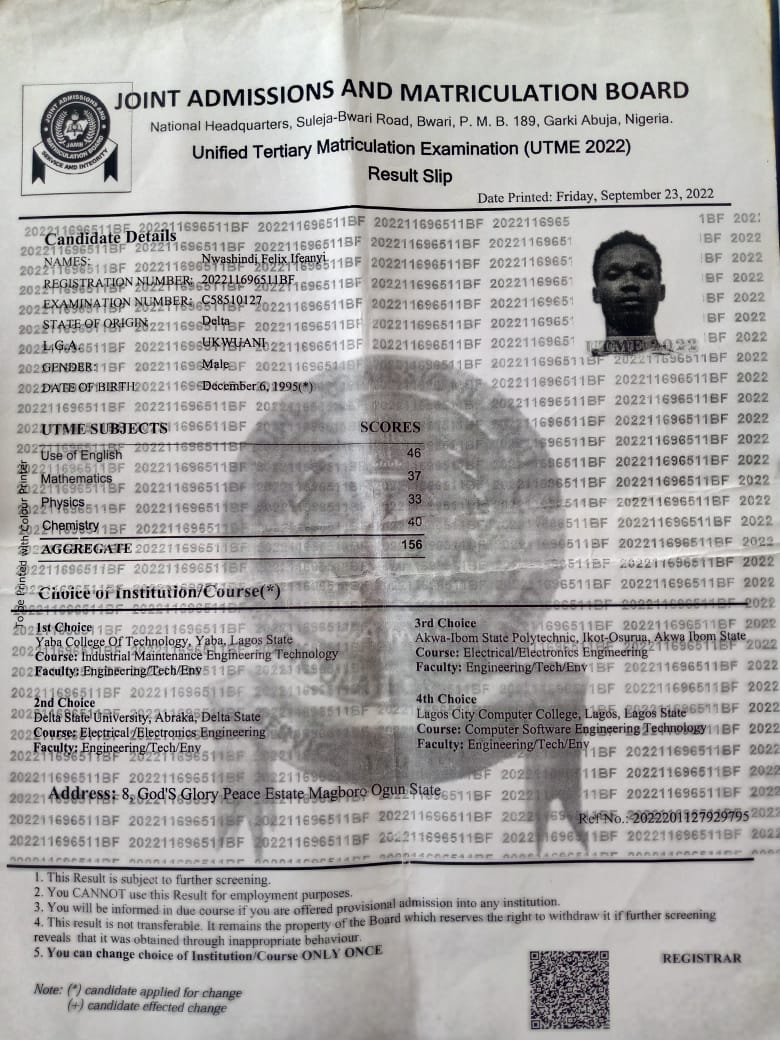 JOINT ADMISSIONS AND MATRICULATION BOARD
National Headquarters, Suleja-Bwari Road, Bwari, P. M. B. 189, Garki Abuja, Nigeria.
Unified Tertiary Matriculation Examination (UTME 2022)
Result Slip
Date Printed: Friday, September 23, 2022
JOINT ADMISSIONS AND MATRICULATION BOARD
JAMB
SERVICE AND INTEGRITY
Candidate Details
NAMES: Nwashindi Felix Ifeanyi
REGISTRATION NUMBER: 202211696511BF
EXAMINATION NUMBER: C58510127
STATE OF ORIGIN: Delta
L.G.A.: UKWUANI
GENDER: Male
DATE OF BIRTH December 6, 1995(*)
UTME 2022
UTME SUBJECTS SCORES
Use of English 46
Mathematics 37
Physics 33
Chemistry 40
AGGREGATE 156
To be Printed with Colour Printer
Choice of Institution/Course(*)
1st Choice
Yaba College Of Technology, Yaba, Lagos State
Course: Industrial Maintenance Engineering Technology
Faculty: Engineering/Tech/Env
2nd Choice
Delta State University, Abraka, Delta State
Course: Electrical/Electronics Engineering
Faculty: Engineering/Tech/Env
3rd Choice
Akwa-Ibom State Polytechnic, Ikot-Osurua, Akwa Ibom State
Course: Electrical/Electronics Engineering
Faculty: Engineering/Tech/Env
4th Choice
Lagos City Computer College, Lagos, Lagos State
Course: Computer Software Engineering Technology
Faculty: Engineering/Tech/Env
Address: 8, God'S Glory Peace Estate Magboro Ogun State
Ref No.: 2022201127929795
1. This Result is subject to further screening.
2. You CANNOT use this Result for employment purposes.
3. You will be informed in due course if you are offered provisional admission into any institution.
4. This result is not transferable. It remains the property of the Board which reserves the right to withdraw it if further screening
reveals that it was obtained through inappropriate behaviour.
5. You can change choice of Institution/Course ONLY ONCE
REGISTRAR
Note: (*) candidate applied for change
(+) candidate effected change